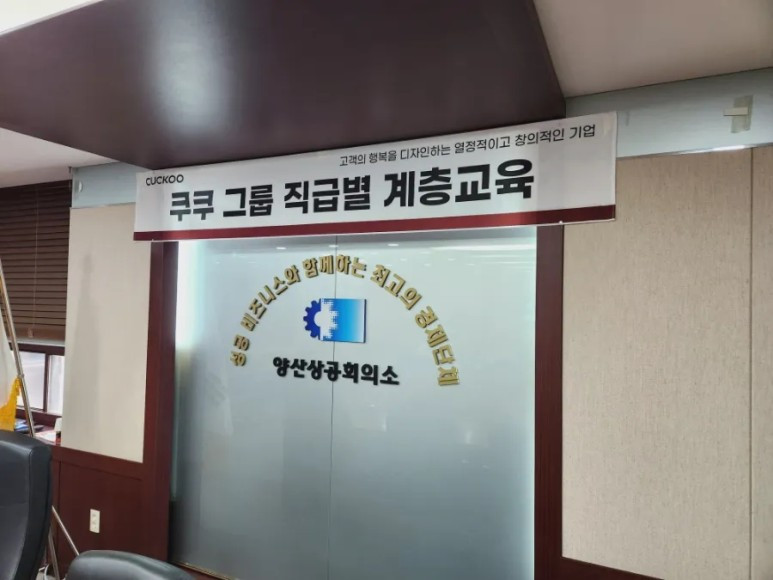 고객의 행복을 디자인하는 열정적이고 창의적인 기업
CUCKOO
쿠쿠 그룹 직급별 계층교육
성공 비즈니스와 함께하는 최고의 경제단체
양산상공회의소